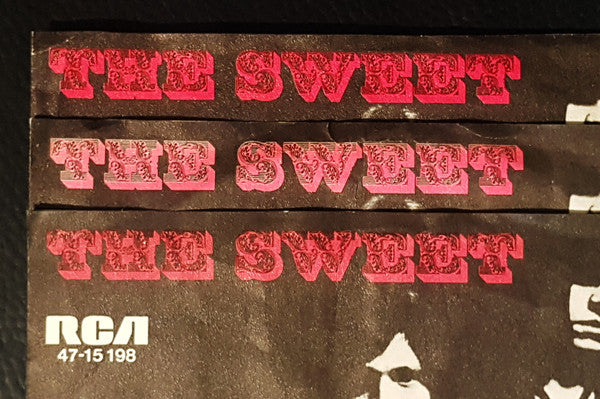 THE SWEET
THE SWEET
THE SWEET
RCA
47-15 198